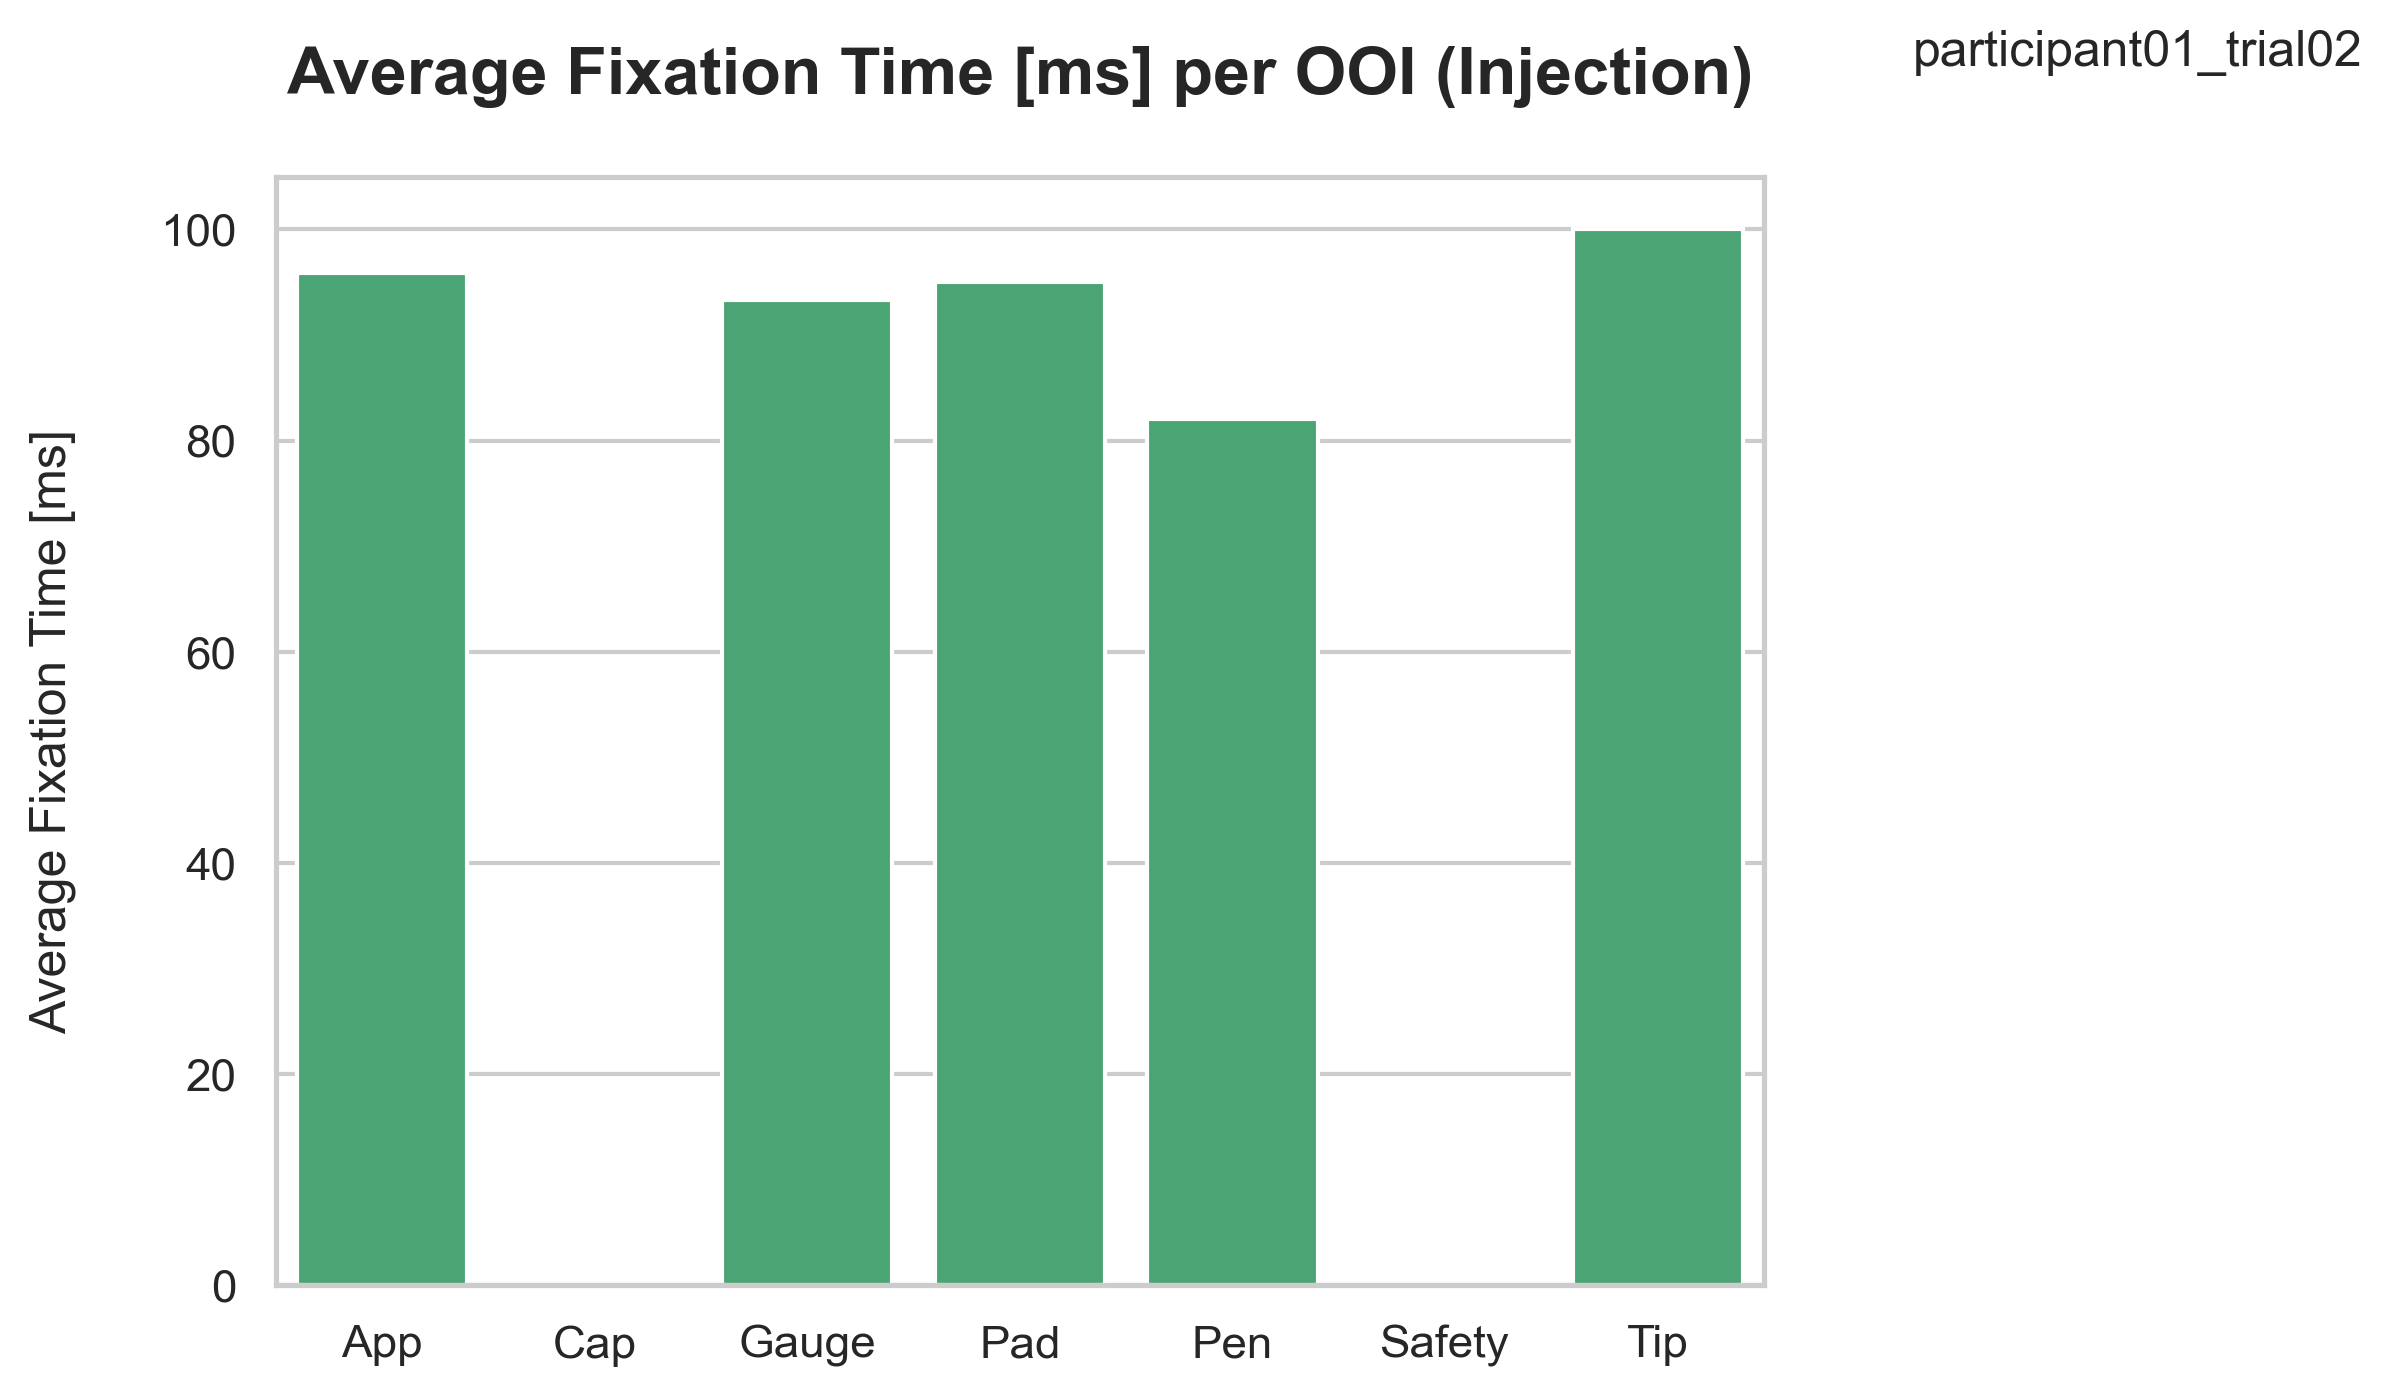 Average Fixation Time [ms] per OOI (Injection)
participant01_trial02
Average Fixation Time [ms]
100
80
60
40
20
0
App
Cap
Gauge
Pad
Pen
Safety
Tip